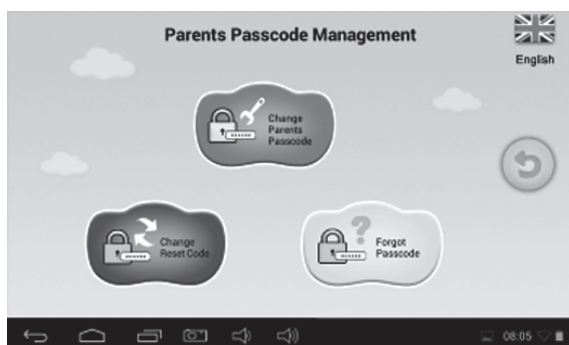 Parents Passcode Management
English
Change
Parents
Passcode
Change
Reset Code
Forgot
Passcode
08:05